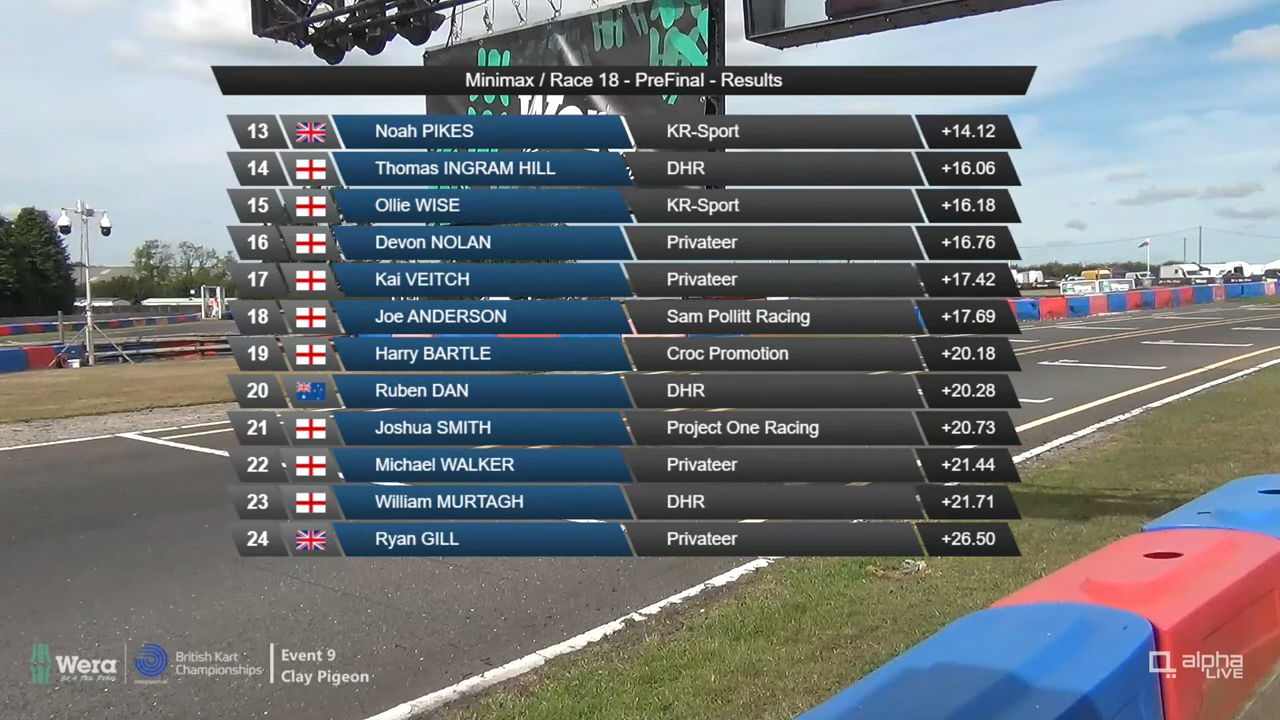 Minimax / Race 18 - PreFinal - Results
13 Noah PIKES KR-Sport +14.12
14 Thomas INGRAM HILL DHR +16.06
15 Ollie WISE KR-Sport +16.18
16 Devon NOLAN Privateer +16.76
17 Kai VEITCH Privateer +17.42
18 Joe ANDERSON Sam Pollitt Racing +17.69
19 Harry BARTLE Croc Promotion +20.18
20 Ruben DAN DHR +20.28
21 Joshua SMITH Project One Racing +20.73
22 Michael WALKER Privateer +21.44
23 William MURTAGH DHR +21.71
24 Ryan GILL Privateer +26.50
Wera
British Kart
Championships
Event 9
Clay Pigeon
alpha
LIVE